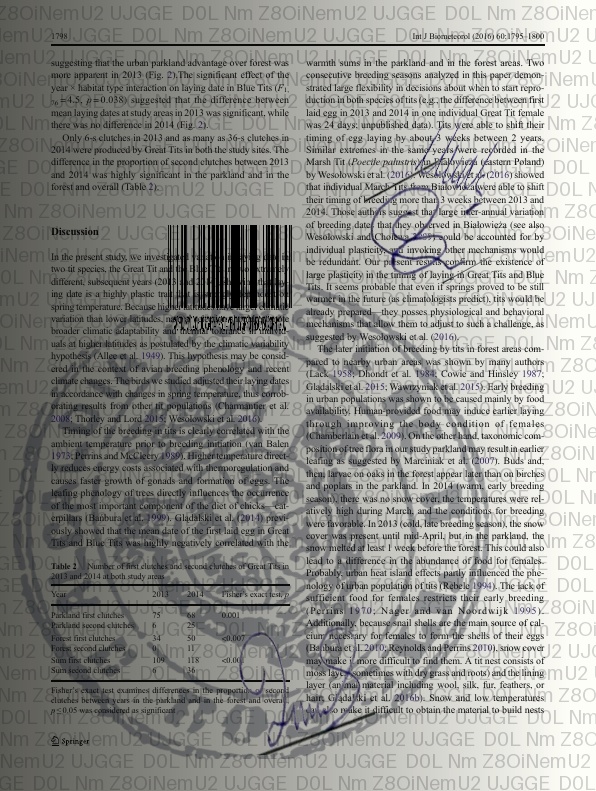 1798
Int J Biometeorol (2016) 60:1795–1800
suggesting that the urban parkland advantage over forest was
more apparent in 2013 (Fig. 2).The significant effect of the
year × habitat type interaction on laying date in Blue Tits (F1,
=4.5, p=0.038) suggested that the difference between
mean laying dates at study areas in 2013 was significant, while
there was no difference in 2014 (Fig. 2).
Only 6-s clutches in 2013 and as many as 36-s clutches in
2014 were produced by Great Tits in both the study sites. The
difference in the proportion of second clutches between 2013
and 2014 was highly significant in the parkland and in the
forest and overall (Table 2).
Discussion
In the present study, we investigated
two tit species, the Great Tit and the Blue
different, subsequent years (2013 and
ing date is a highly plastic trait
spring temperature. Because
variation than lower latitudes,
broader climatic adaptability and
uals at higher latitudes as postulated by the climatic variability
hypothesis (Allee et al. 1949). This hypothesis may be consid-
ered in the context of avian breeding phenology and recent
climate changes. The birds we studied adjusted their laying dates
in accordance with changes in spring temperature, thus corrob-
orating results from other tit populations (Charmantier et al.
2008; Thorley and Lord 2015; Wesołowski et al. 2016).
Timing of the breeding in tits is clearly correlated with the
ambient temperature prior to breeding initiation (van Balen
1973; Perrins and McCleery 1989). Higher temperature direct-
ly reduces energy costs associated with thermoregulation and
causes faster growth of gonads and formation of eggs. The
leafing phenology of trees directly influences the occurrence
of the most important component of the diet of chicks—cat-
erpillars (Bańbura et al. 1999). Glądalski et al. (2014) previ-
ously showed that the mean date of the first laid egg in Great
Tits and Blue Tits was highly negatively correlated with the
Table 2 Number of first clutches and second clutches of Great Tits in
2013 and 2014 at both study areas
Year 2013 2014 Fisher's exact test p
Parkland first clutches 75 68 0.001
Parkland second clutches 6 25
Forest first clutches 34 50 <0.007
Forest second clutches 11
Sum first clutches 109 118
Sum second clutches 6 36
Fisher's exact test examines differences in the proportion second
clutches between years in the parkland and in the forest and overall
p≤0.05 was considered as significant
Springer
warmth sums in the parkland and in the forest areas. Two
consecutive breeding seasons analyzed in this paper demon-
strated large flexibility in decisions about when to start repro-
duction in both species of tits (e.g., the difference between first
laid egg in 2013 and 2014 in one individual Great Tit female
was 24 days; unpublished data). Tits were able to shift their
timing of egg laying by about 3 weeks between 2 years.
Similar extremes in the same years were recorded in the
Marsh Tit (Poectle palustris) in Białowieża (eastern Poland)
by Wesołowski et al. (2016). Wesołowski et al. (2016) showed
that individual March Tits from Białowieża were able to shift
their timing of breeding more than 3 weeks between 2013 and
2014. Those authors suggest that large inter-annual variation
of breeding date that they observed in Białowieża (see also
Wesołowski and Cholewa could be accounted for by
individual plasticity and invoking other mechanisms would
be redundant. Our present results confirm the existence of
large plasticity in the timing of laying in Great Tits and Blue
Tits. It seems probable that even if springs proved to be still
warmer in the future (as climatologists predict), tits would be
already prepared—they posses physiological and behavioral
mechanisms that allow them to adjust to such a challenge, as
suggested by Wesołowski et al. (2016).
The later initiation of breeding by tits in forest areas com-
pared to nearby urban areas was shown by many authors
(Lack 1958; Dhondt et al. 1984; Cowie and Hinsley 1987;
Glądalski et al. 2015; Wawrzyniak et al. 2015). Early breeding
in urban populations was shown to be caused mainly by food
availability. Human-provided food may induce earlier laying
through improving the body condition of females
(Chamberlain et al. 2009). On the other hand, taxonomic com-
position of tree flora in our study parkland may result in earlier
leafing as suggested by Marciniak et al. (2007). Buds and,
then, larvae on oaks in the forest appear later than on birches
and poplars in the parkland. In 2014 (warm, early breeding
season), there was no snow cover, the temperatures were rel-
atively high during March, and the conditions for breeding
were favorable. In 2013 (cold, late breeding season), the snow
cover was present until mid-April, but in the parkland, the
snow melted at least 1 week before the forest. This could also
lead to a difference in the abundance of food for females.
Probably, urban heat island effects partly influenced the phe-
nology of urban population of tits (Rebele 1994). The lack of
sufficient food for females restricts their early breeding
(Perrins 1970; Nager and van Noordwijk 1995).
Additionally, because snail shells are the main source of cal-
cium necessary for females to form the shells of their eggs
(Bańbura et al. 2010; Reynolds and Perrins 2010), snow cover
may make it more difficult to find them. A tit nest consists of
moss layer (sometimes with dry grass and roots) and the lining
layer (animal material including wool, silk, fur, feathers, or
hair, Glądalski et al. 2016b). Snow and low temperatures
also make it difficult to obtain the material to build nests